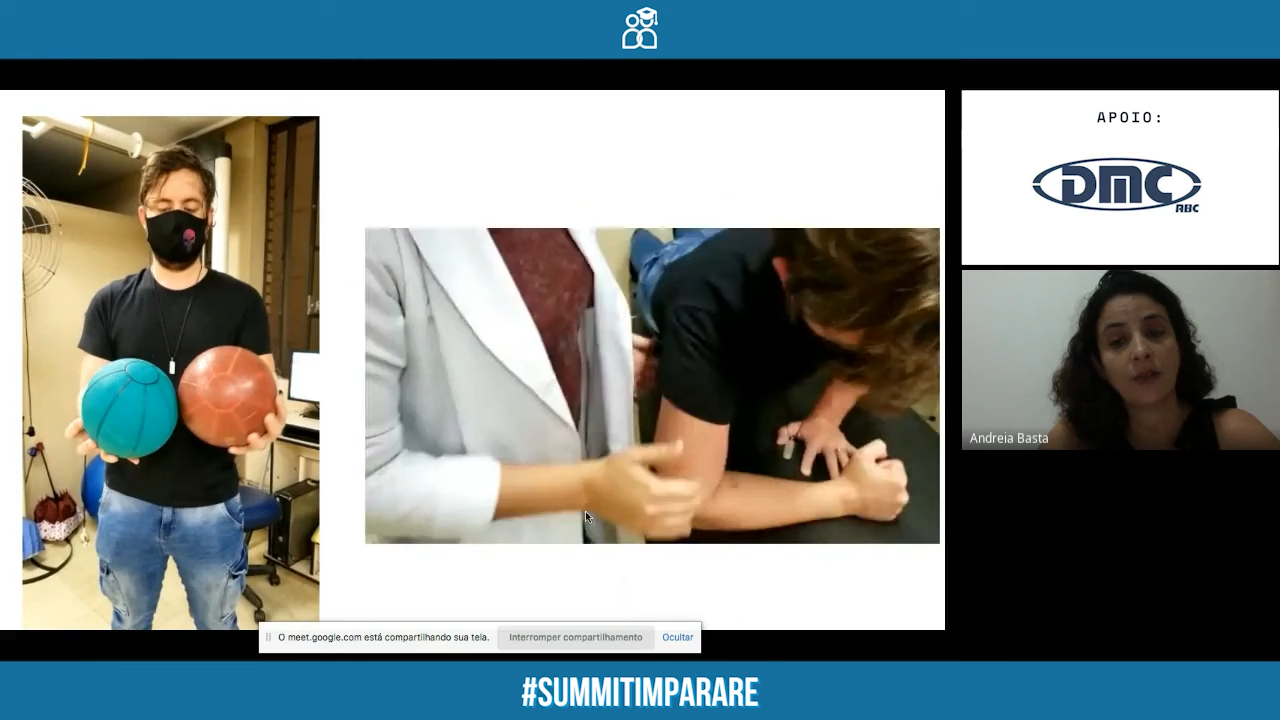 APOIO:
DMC
ABC
Andreia Basta
O meet.google.com está compartilhando sua tela.
Interromper compartilhamento
Ocultar
#SUMMITIMPARARE